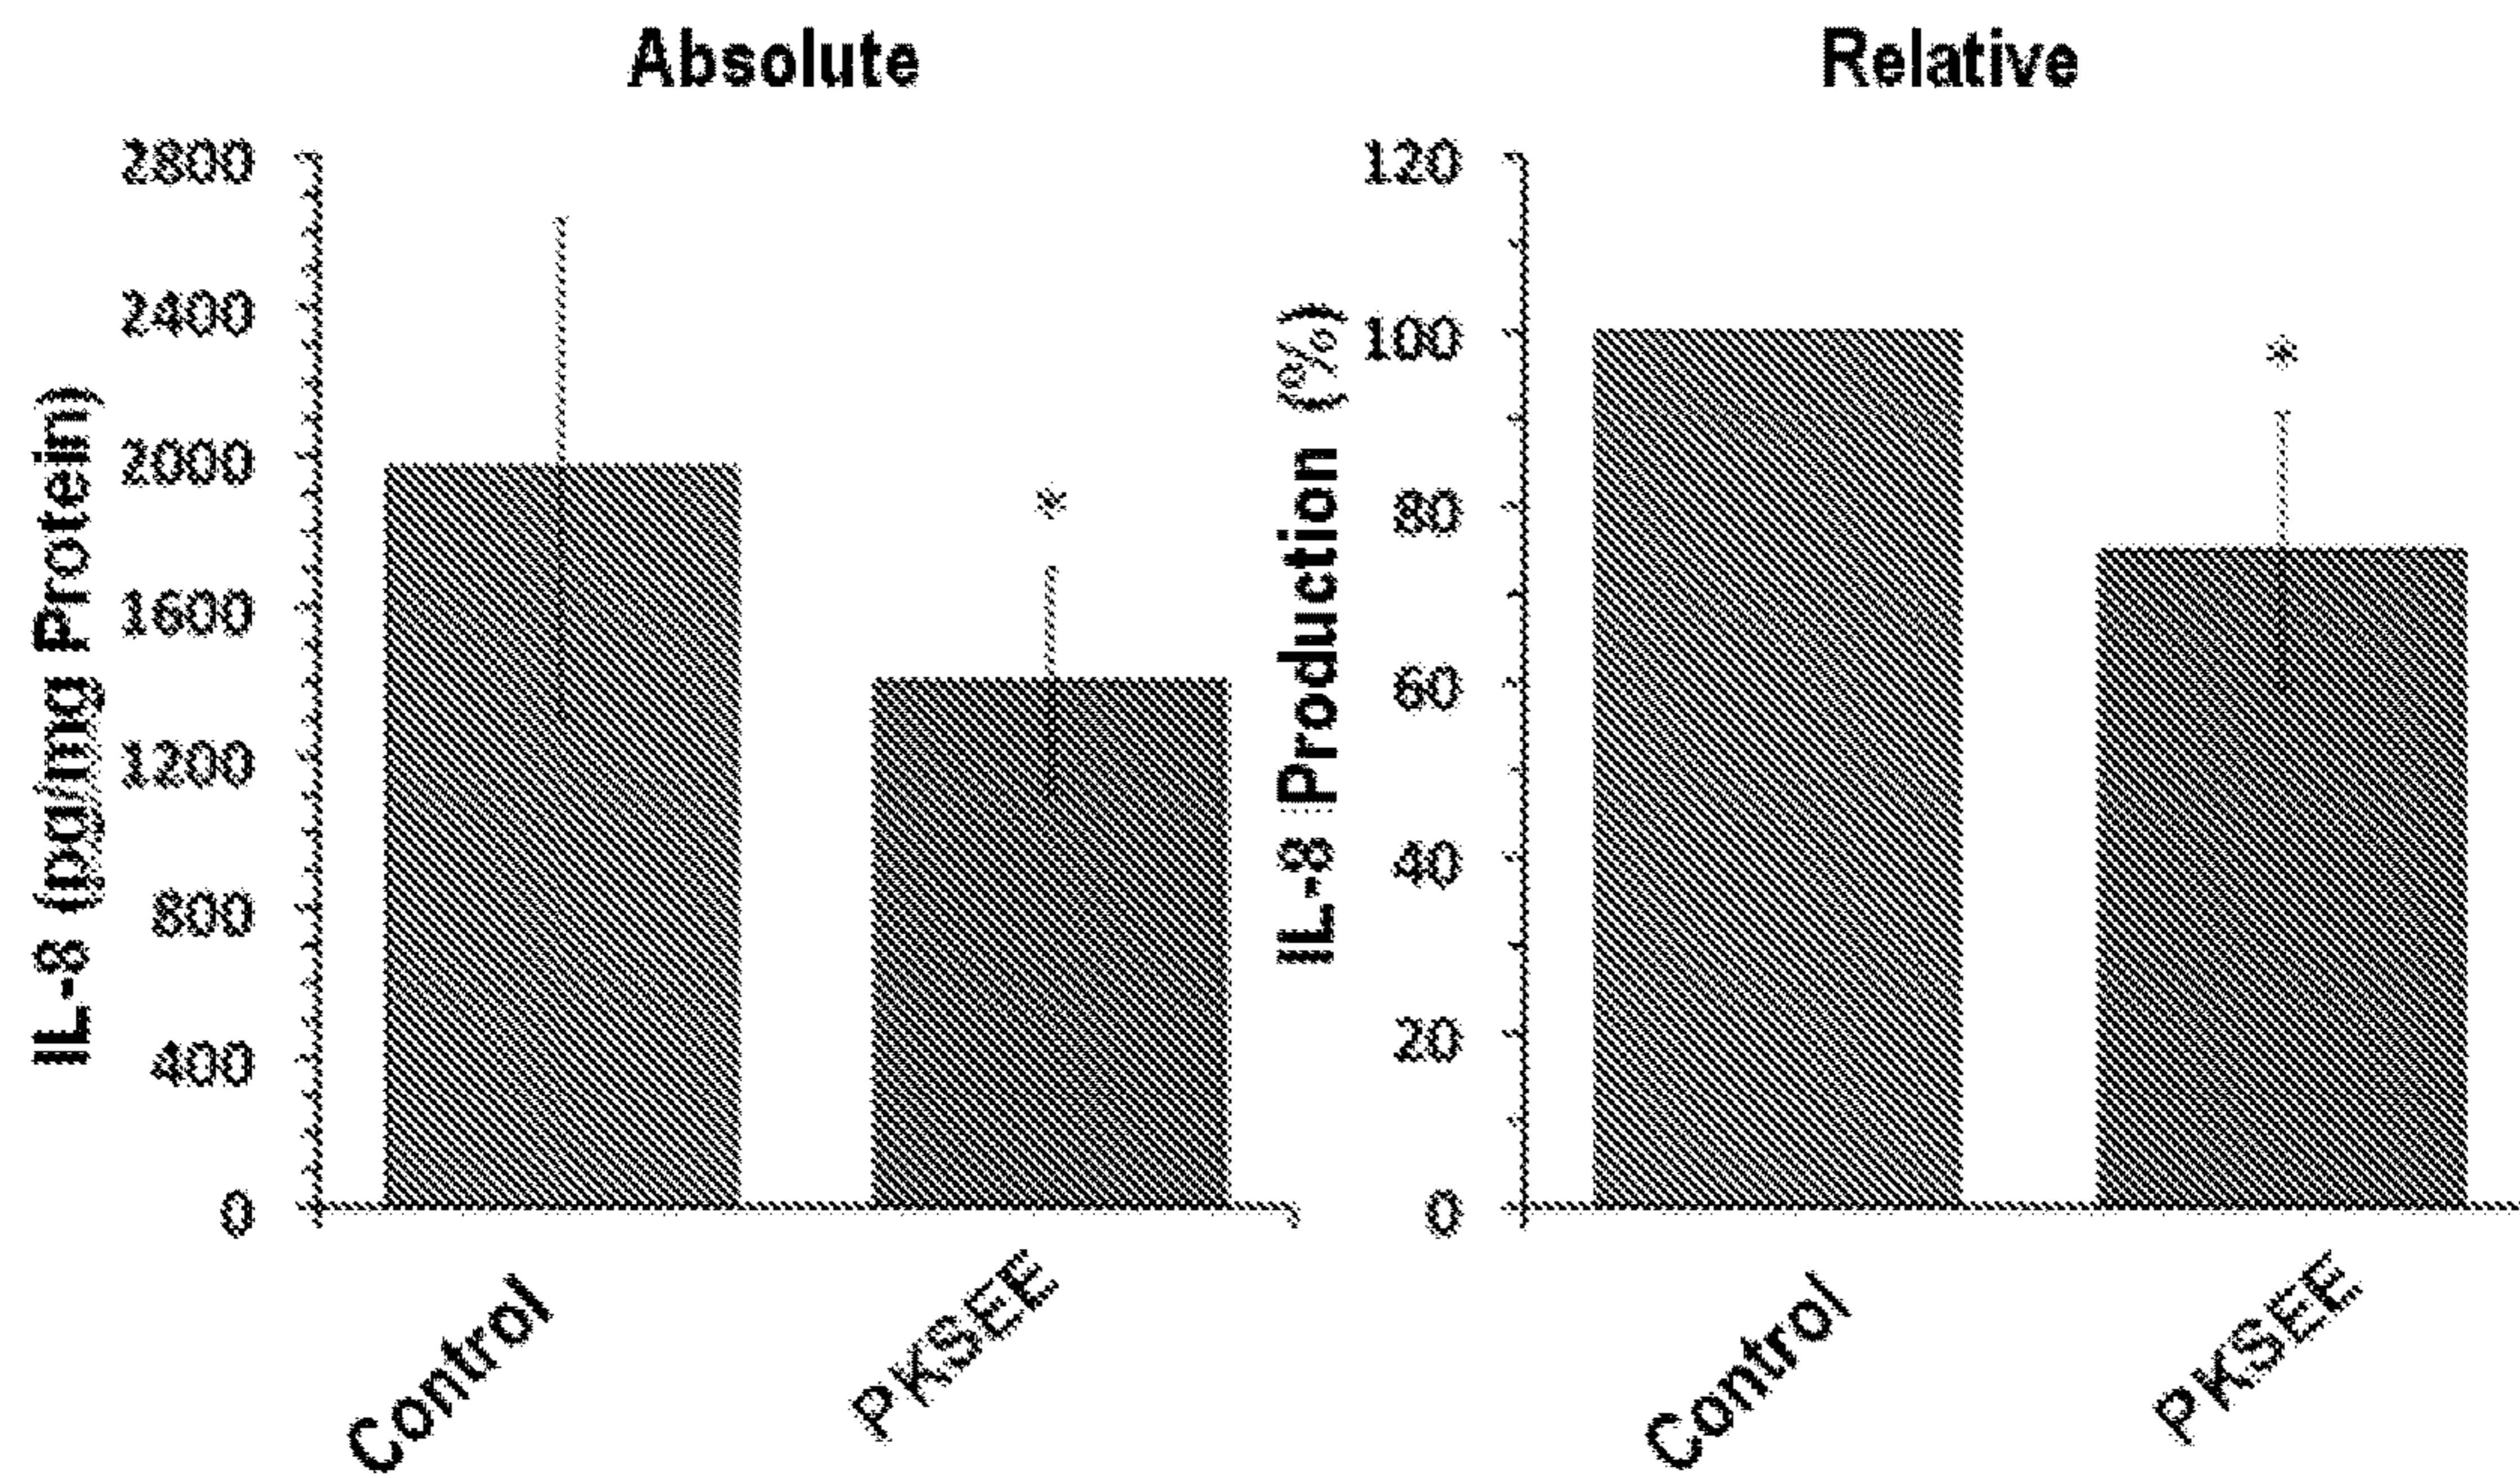 Absolute
IL-8 (pg/mg Protein)
2800
2400
2000
1600
1200
800
400
0
*
Control
PKSEE
Relative
IL-8 Production (%)
120
100
80
60
40
20
0
*
Control
PKSEE